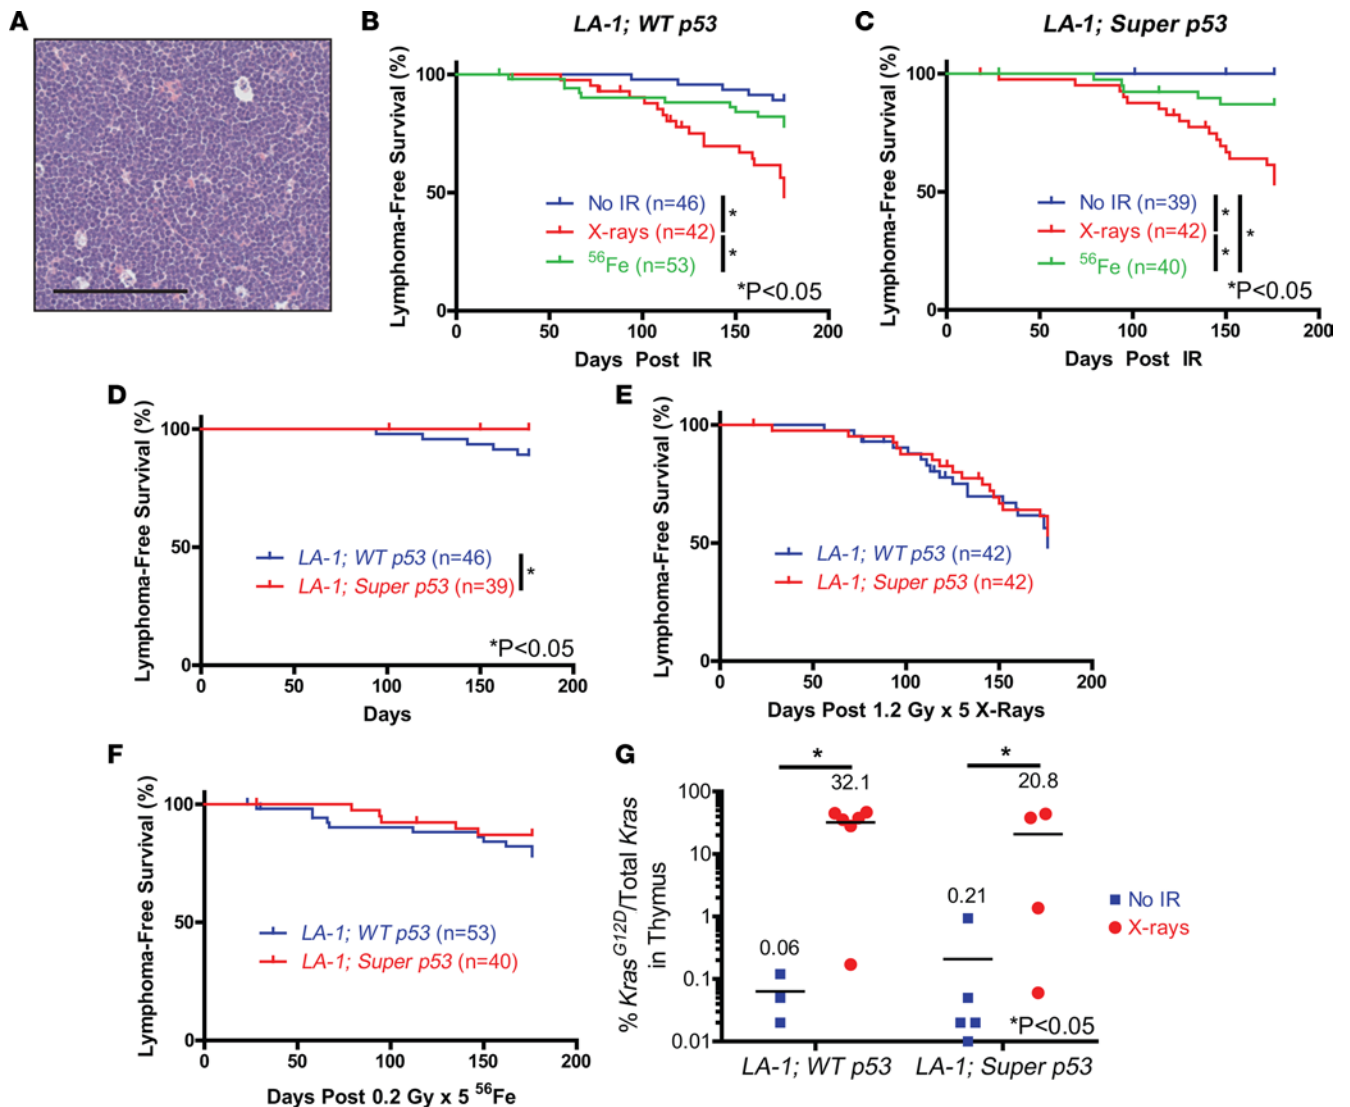 A
B
LA-1; WT p53
Lymphoma-Free Survival (%)
100
50
0
No IR (n=46)
X-rays (n=42)
56Fe (n=53)
*
*
*P<0.05
0 50 100 150 200
Days Post IR
C
LA-1; Super p53
Lymphoma-Free Survival (%)
100
50
0
No IR (n=39)
X-rays (n=42)
56Fe (n=40)
*
*
*
*P<0.05
0 50 100 150 200
Days Post IR
D
Lymphoma-Free Survival (%)
100
50
0
LA-1; WT p53 (n=46)
LA-1; Super p53 (n=39)
*
*P<0.05
0 50 100 150 200
Days
E
Lymphoma-Free Survival (%)
100
50
0
LA-1; WT p53 (n=42)
LA-1; Super p53 (n=42)
0 50 100 150 200
Days Post 1.2 Gy x 5 X-Rays
F
Lymphoma-Free Survival (%)
100
50
0
LA-1; WT p53 (n=53)
LA-1; Super p53 (n=40)
0 50 100 150 200
Days Post 0.2 Gy x 5 56Fe
G
% KrasG12D/Total Kras
in Thymus
100
10
1
0.1
0.01
*
*
32.1
20.8
0.21
0.06
No IR
X-rays
*P<0.05
LA-1; WT p53
LA-1; Super p53